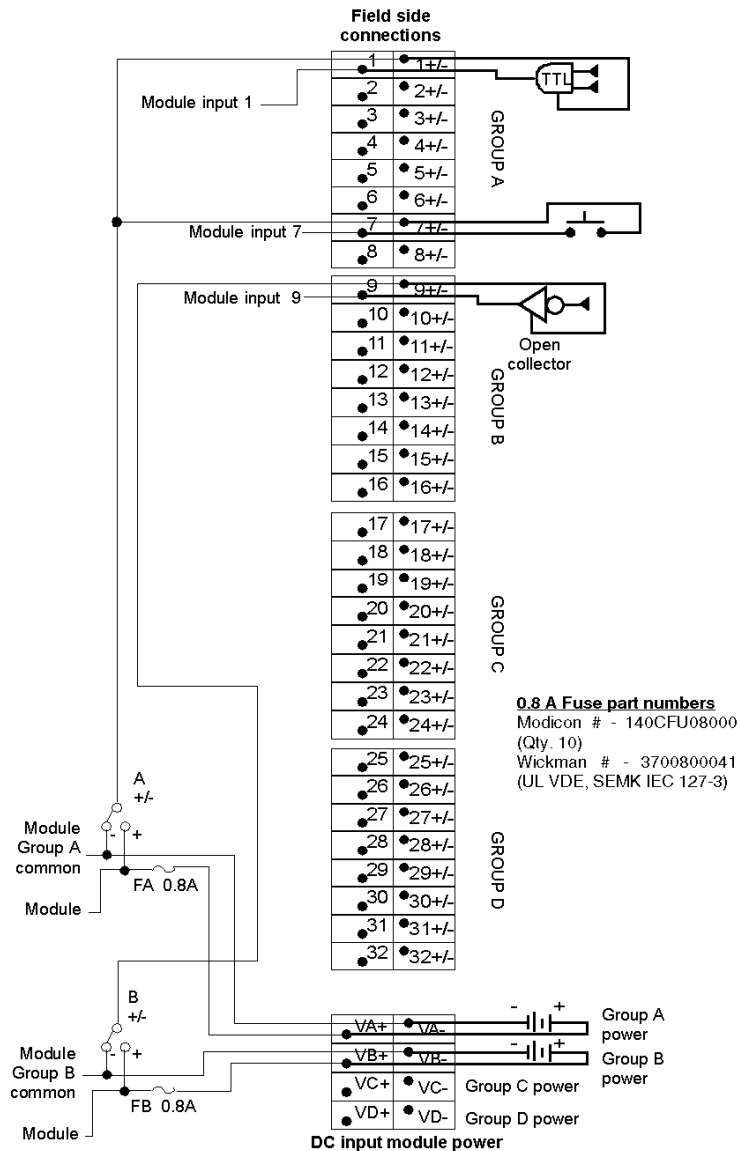 Field side
connections
1 1+/-
TTL
Module input 1
2 2+/-
3 3+/-
4 4+/-
5 5+/-
6 6+/-
GROUP A
Module input 7
7 7+/-
8 8+/-
Module input 9
9 9+/-
10 10+/-
Open
collector
11 11+/-
12 12+/-
13 13+/-
14 14+/-
15 15+/-
16 16+/-
GROUP B
17 17+/-
18 18+/-
19 19+/-
20 20+/-
21 21+/-
22 22+/-
23 23+/-
24 24+/-
GROUP C
0.8 A Fuse part numbers
Modicon # - 140CFU08000
(Qty. 10)
Wickman # - 3700800041
(UL VDE, SEMK IEC 127-3)
25 25+/-
26 26+/-
27 27+/-
28 28+/-
29 29+/-
30 30+/-
31 31+/-
32 32+/-
GROUP D
A
+/-
- +
Module
Group A
common
FA 0.8A
Module
B
+/-
- +
Module
Group B
common
FB 0.8A
Module
VA+ VA-
- +
Group A
power
VB+ VB-
- +
Group B
power
VC+ VC- Group C power
VD+ VD- Group D power
DC input module power